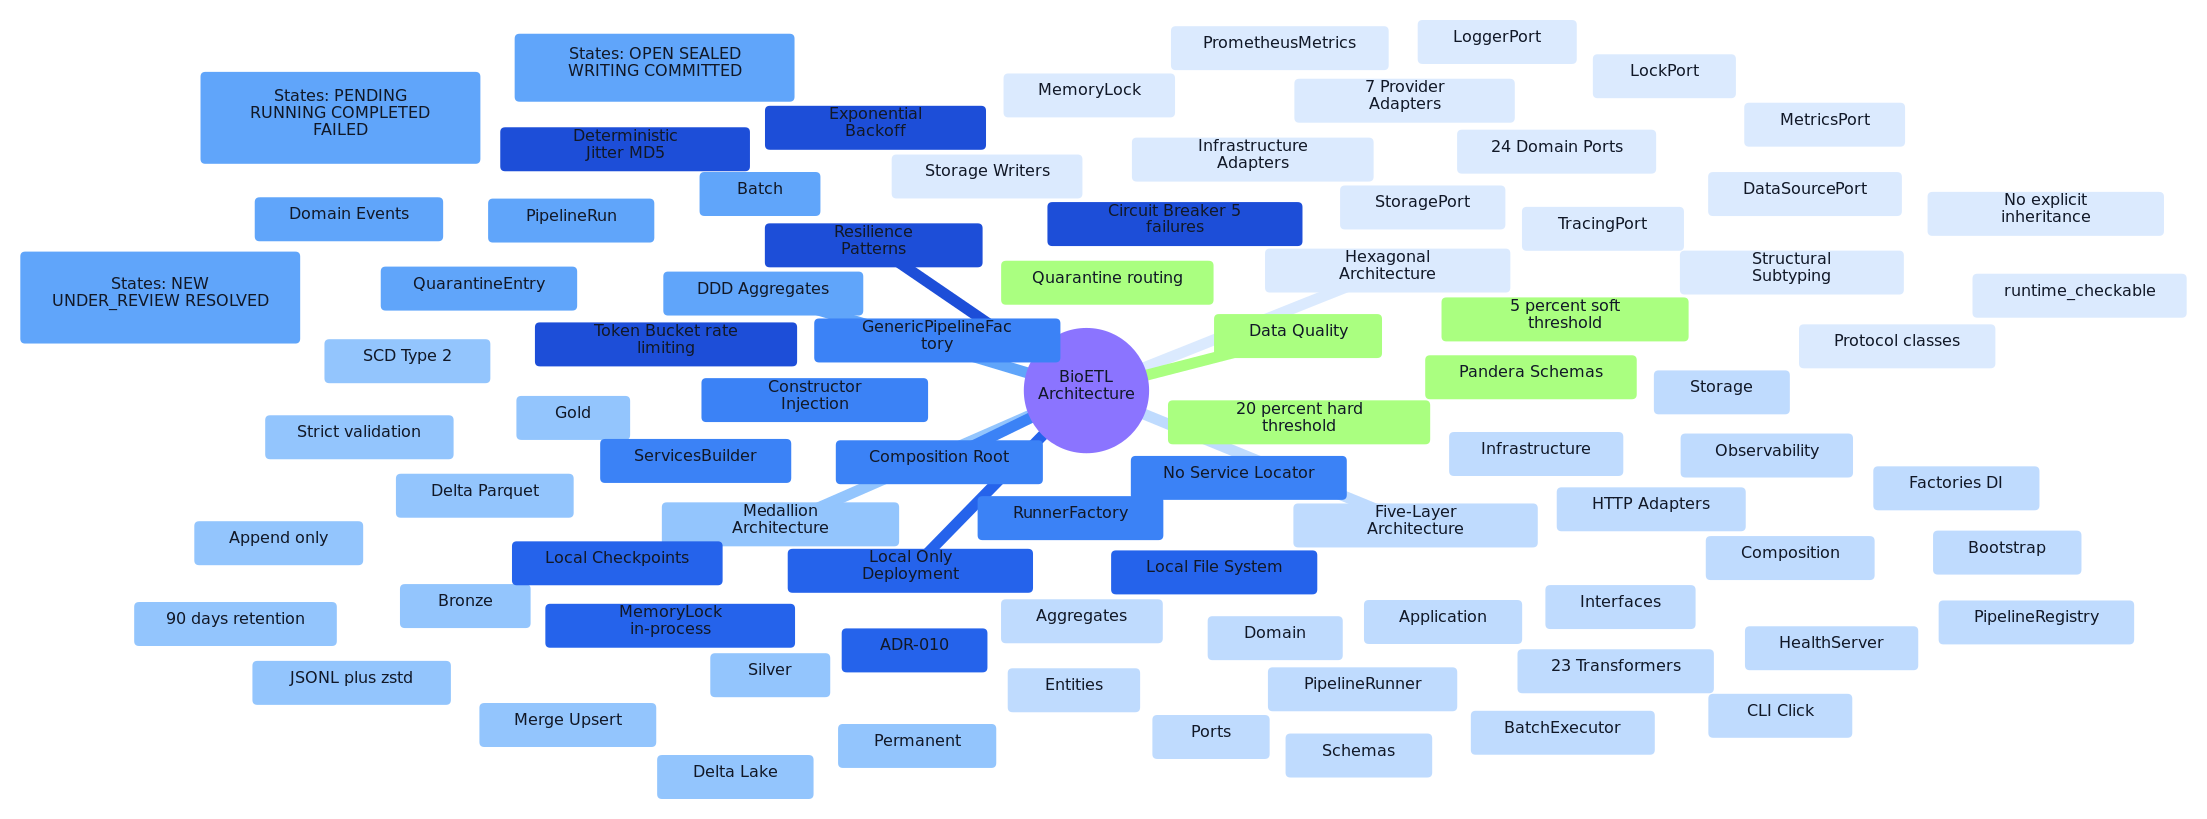 PrometheusMetrics
LoggerPort
States: OPEN SEALED
WRITING COMMITTED
LockPort
MemoryLock
7 Provider
Adapters
States: PENDING
RUNNING COMPLETED
FAILED
Exponential
Backoff
MetricsPort
Deterministic
Jitter MD5
Infrastructure
Adapters
24 Domain Ports
Storage Writers
Batch
DataSourcePort
StoragePort
No explicit
inheritance
Domain Events
PipelineRun
Circuit Breaker 5
failures
TracingPort
Resilience
Patterns
Hexagonal
Architecture
Structural
Subtyping
Quarantine routing
States: NEW
UNDER_REVIEW RESOLVED
QuarantineEntry
DDD Aggregates
runtime_checkable
5 percent soft
threshold
GenericPipelineFac
tory
Data Quality
Token Bucket rate
limiting
Protocol classes
SCD Type 2
Pandera Schemas
BioETL
Architecture
Storage
Constructor
Injection
Gold
20 percent hard
threshold
Strict validation
Infrastructure
Observability
ServicesBuilder
Composition Root
No Service Locator
Factories DI
Delta Parquet
HTTP Adapters
Medallion
Architecture
RunnerFactory
Five-Layer
Architecture
Append only
Bootstrap
Composition
Local Checkpoints
Local Only
Deployment
Local File System
Bronze
Interfaces
90 days retention
MemoryLock
in-process
Aggregates
Application
PipelineRegistry
Domain
ADR-010
HealthServer
Silver
23 Transformers
JSONL plus zstd
Entities
PipelineRunner
CLI Click
Merge Upsert
Ports
BatchExecutor
Permanent
Schemas
Delta Lake